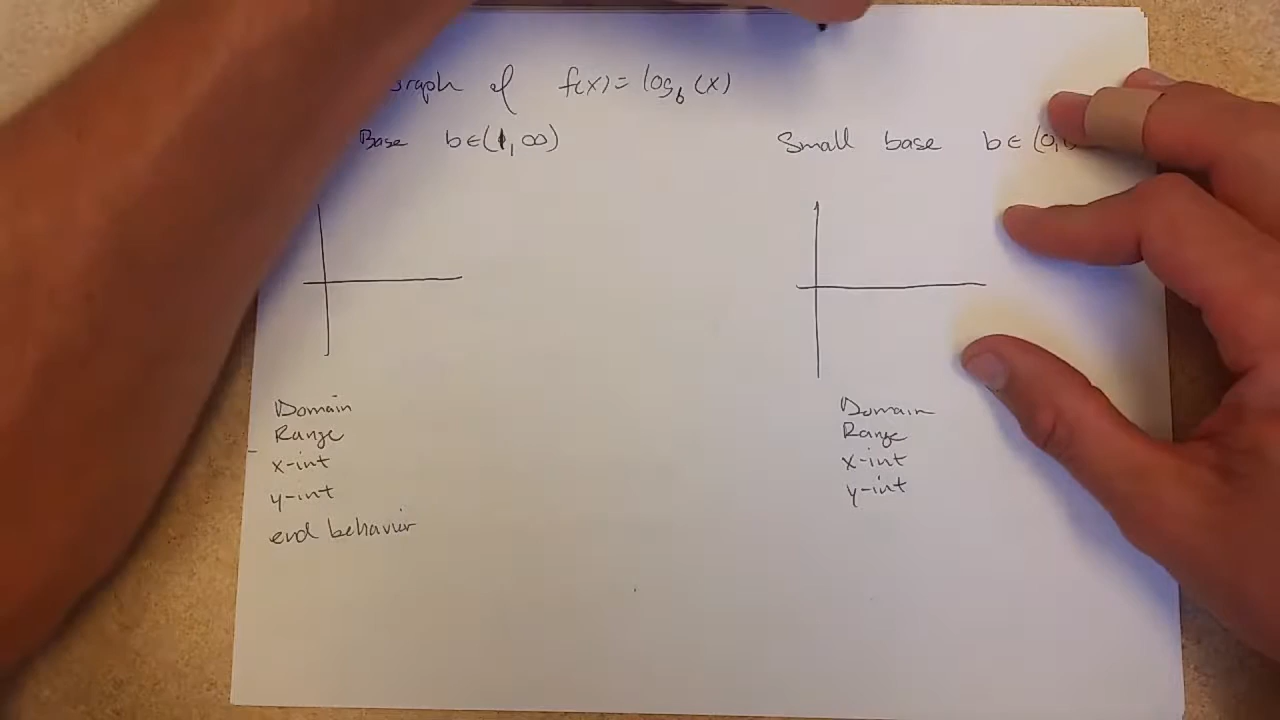 graph of f(x) = log_b (x)
Base b∈(1, ∞)
Small base b∈ (0,
Domain
Range
x-int
y-int
end behavior
Domain
Range
x-int
y-int